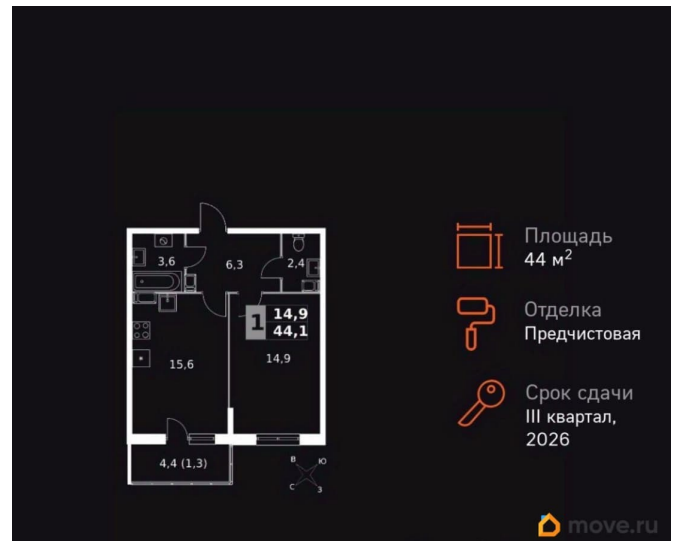 3,6
6,3
2,4
1
14,9
44,1
15,6
14,9
4,4 (1,3)
В
Ю
С
З
Площадь
44 м²
Отделка
Предчистовая
Срок сдачи
III квартал,
2026
move.ru